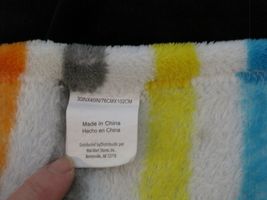 30INX40IN/76CMX102CM
Made in China
Hecho en China
Distributed by/Distribuido por
Wal-Mart Stores, Inc.
Bentonville, AR 72716